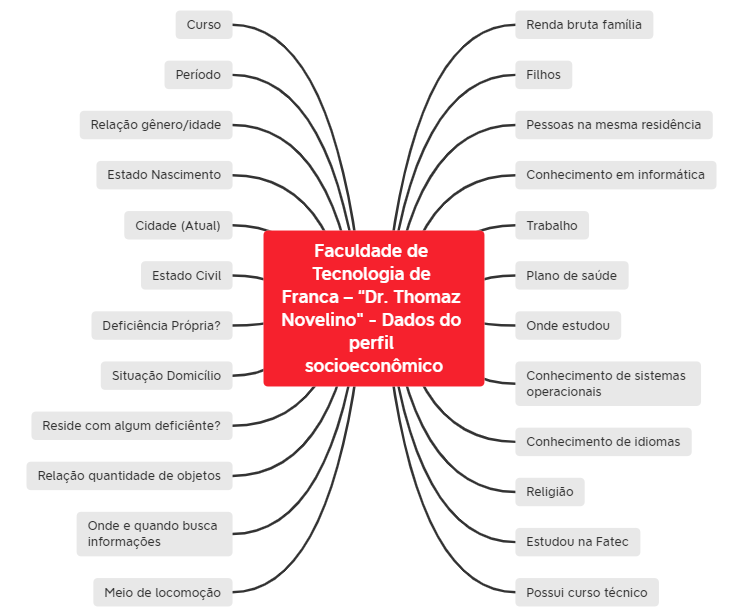 Curso
Período
Relação gênero/idade
Estado Nascimento
Cidade (Atual)
Estado Civil
Deficiência Própria?
Situação Domicílio
Reside com algum deficiênte?
Relação quantidade de objetos
Onde e quando busca
informações
Meio de locomoção
Faculdade de
Tecnologia de
Franca – "Dr. Thomaz
Novelino" - Dados do
perfil
socioeconômico
Renda bruta família
Filhos
Pessoas na mesma residência
Conhecimento em informática
Trabalho
Plano de saúde
Onde estudou
Conhecimento de sistemas
operacionais
Conhecimento de idiomas
Religião
Estudou na Fatec
Possui curso técnico